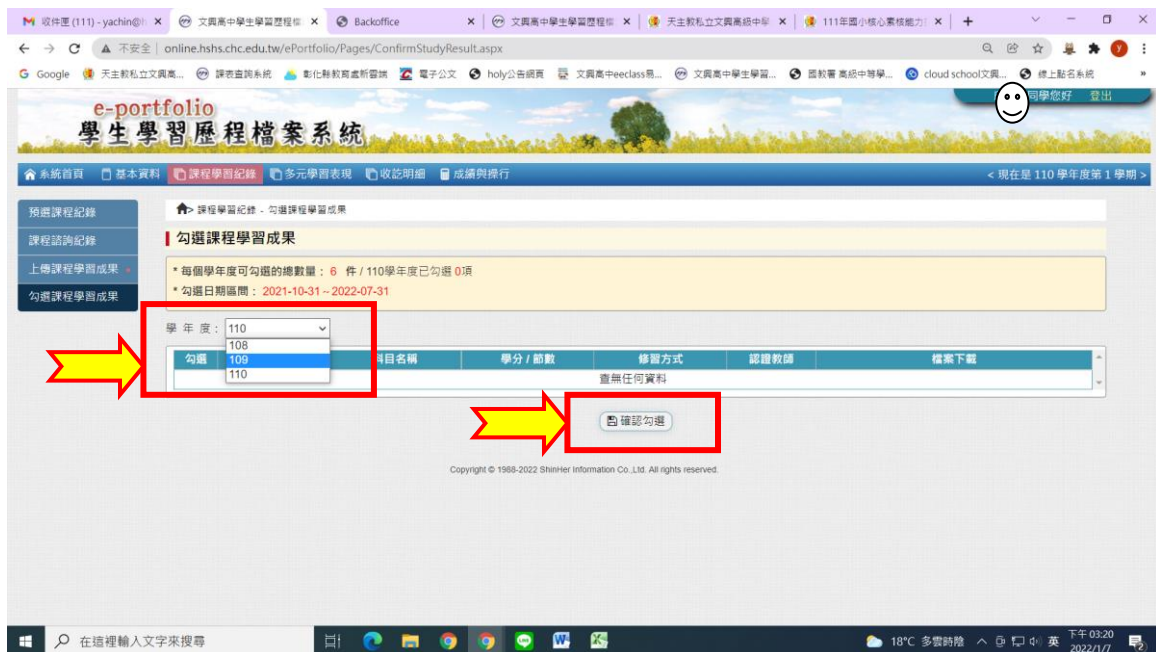 收件匣 (111) - yachin@h
文興高中學生學習歷程檔
Backoffice
文興高中學生學習歷程檔
天主教私立文興高級中學
111年國小核心素核能力
不安全
online.hshs.chc.edu.tw/ePortfolio/Pages/ConfirmStudyResult.aspx
Google
天主教私立文興高...
課表查詢系統
彰化縣教育處新雲端
電子公文
holy公告網頁
文興高中eeclass易...
文興高中學生學習...
國教署 高級中等學...
cloud school文興...
線上點名系統
e-portfolio
學生學習歷程檔案系統
同學您好 登出
系統首頁
基本資料
課程學習紀錄
多元學習表現
收訖明細
成績與操行
< 現在是 110 學年度第 1 學期 >
預選課程紀錄
課程諮詢紀錄
上傳課程學習成果
勾選課程學習成果
> 課程學習紀錄 - 勾選課程學習成果
勾選課程學習成果
* 每個學年度可勾選的總數量： 6 件 / 110學年度已勾選 0項
* 勾選日期區間： 2021-10-31 ~ 2022-07-31
學 年 度： 110
108
109
110
勾選
科目名稱
學分 / 節數
修習方式
認證教師
檔案下載
查無任何資料
確認勾選
Copyright © 1988-2022 ShinHer Information Co.,Ltd. All rights reserved.
在這裡輸入文字來搜尋
18°C 多雲時陰
英
下午 03:20
2022/1/7